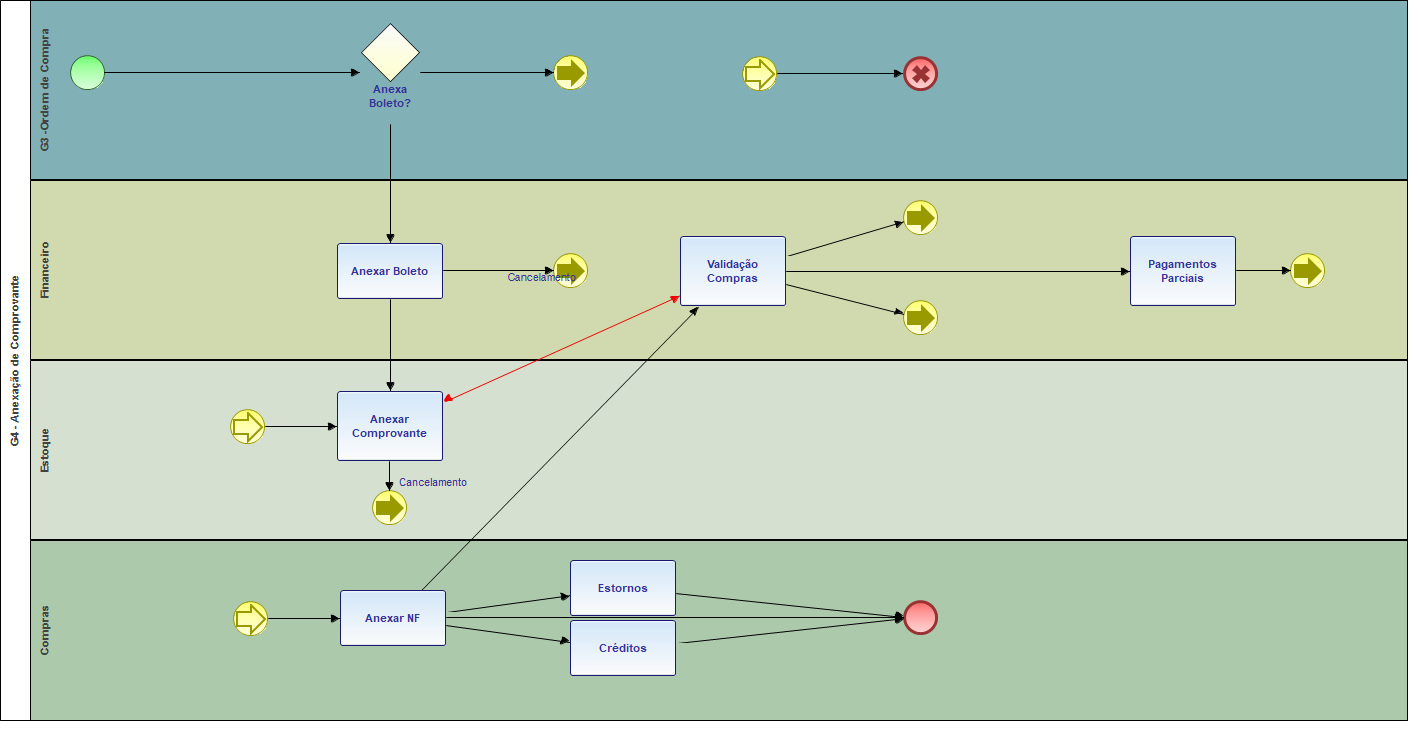 G4 - Anexação de Comprovante
G3 -Ordem de Compra
Anexa
Boleto?
Financeiro
Anexar Boleto
Cancelamento
Validação
Compras
Pagamentos
Parciais
Estoque
Anexar
Comprovante
Cancelamento
Compras
Anexar NF
Estornos
Créditos